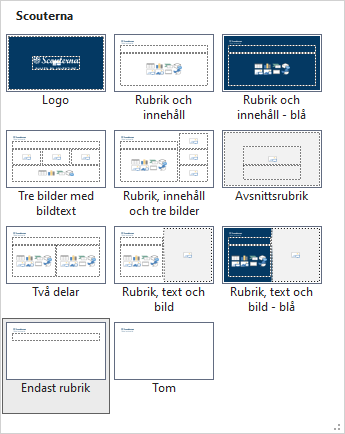 Scouterna
Scouterna
Logo
Rubrik och
innehåll
Rubrik och
innehåll - blå
Tre bilder med
bildtext
Rubrik, innehåll
och tre bilder
Avsnittsrubrik
Två delar
Rubrik, text och
bild
Rubrik, text och
bild - blå
Endast rubrik
Tom